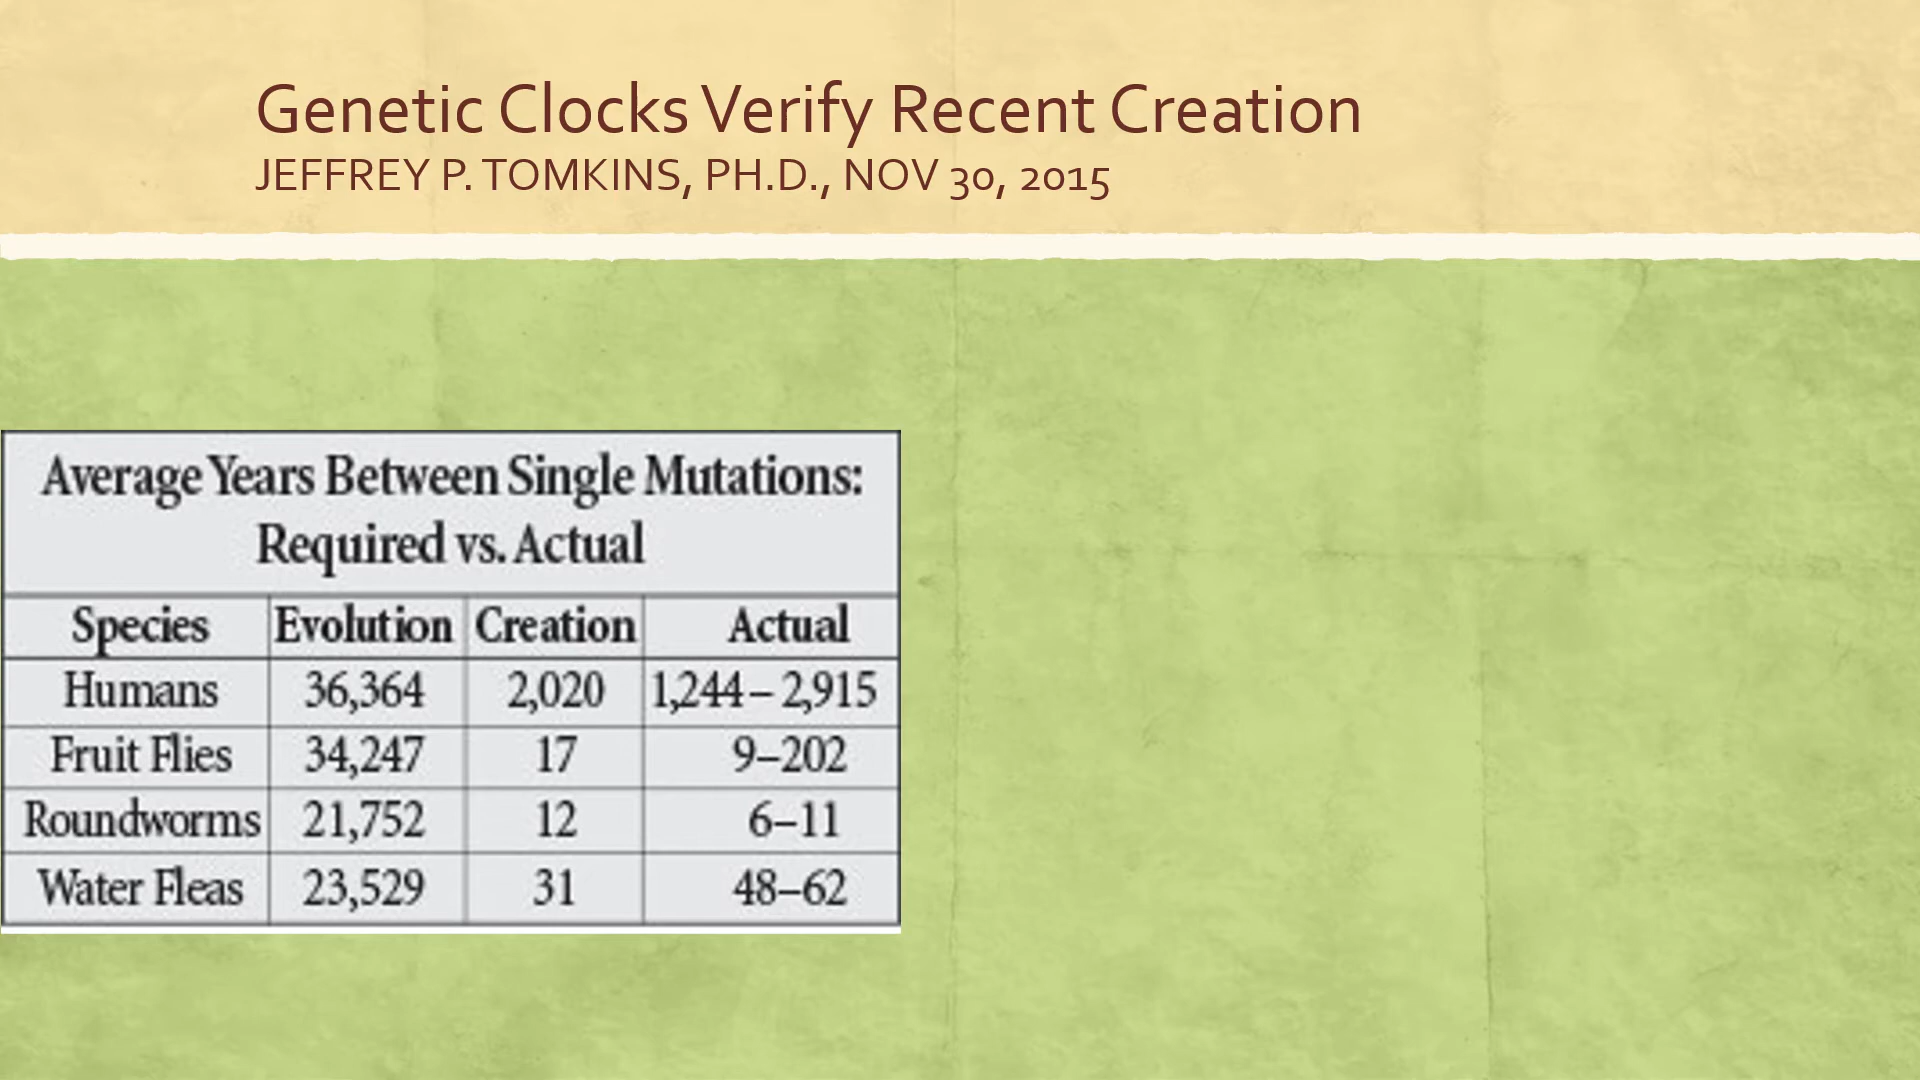 Genetic Clocks Verify Recent Creation
JEFFREY P. TOMKINS, PH.D., NOV 30, 2015
Average Years Between Single Mutations:
Required vs. Actual
Species Evolution Creation Actual
Humans 36,364 2,020 1,244–2,915
Fruit Flies 34,247 17 9–202
Roundworms 21,752 12 6–11
Water Fleas 23,529 31 48–62